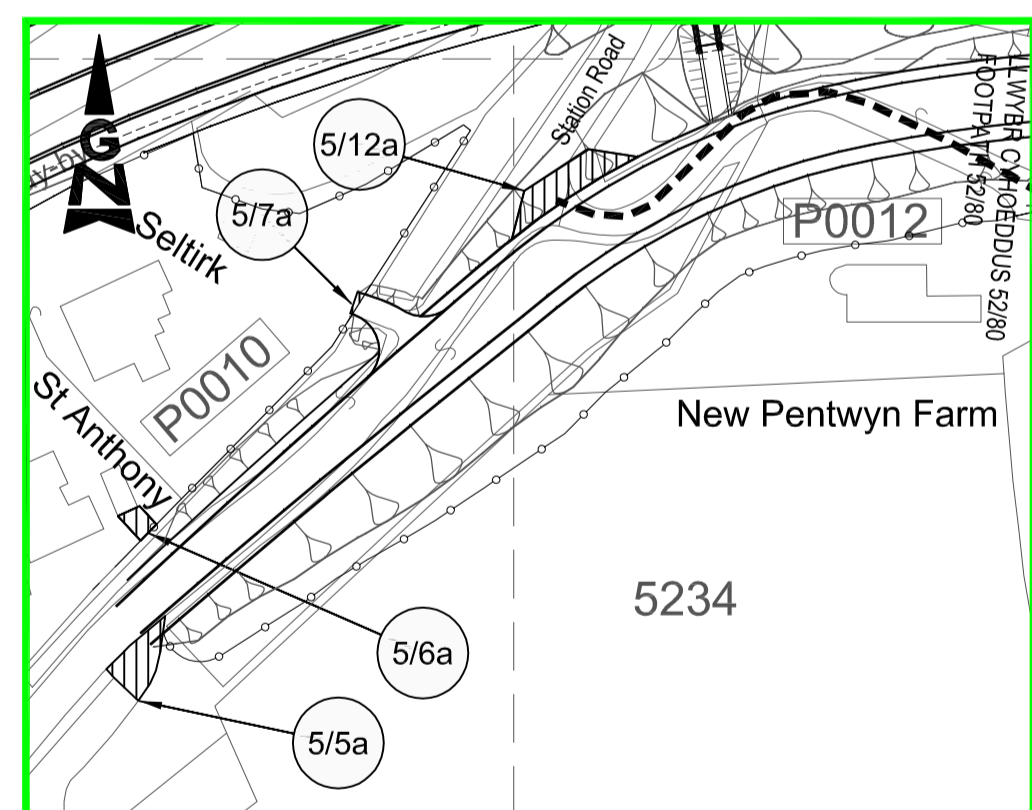 Station Road
5/12a
5/7a
GN
Seltirk
P0010
St Anthony
P0012
LLWYBR CYHOEDDUS 52/80
FOOTPATH 52/80
New Pentwyn Farm
5234
5/6a
5/5a